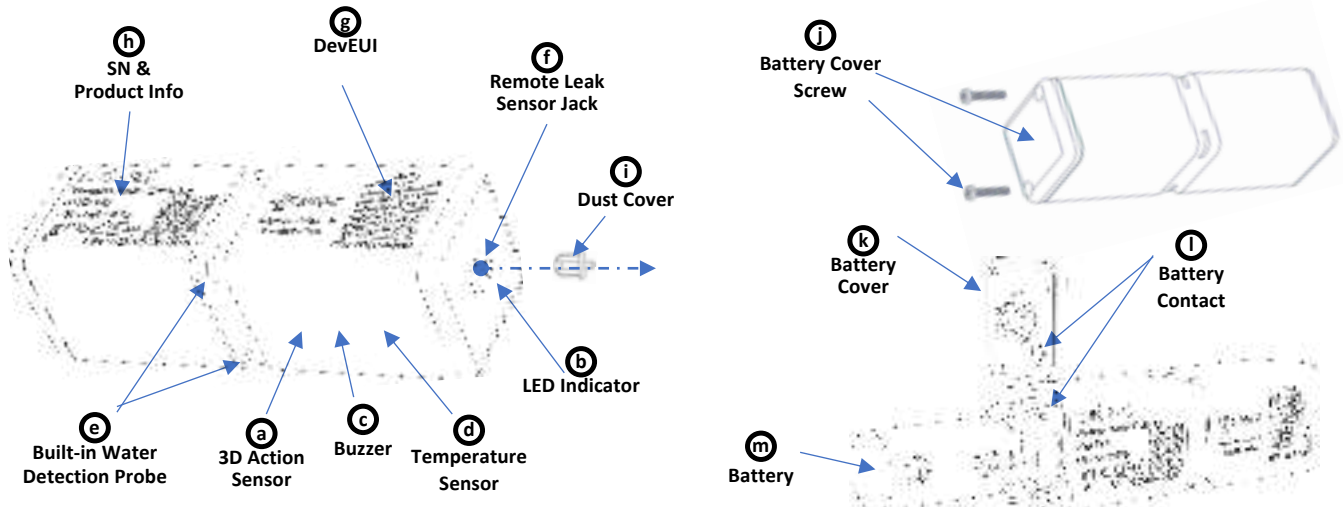 h
SN &
Product Info
g
DevEUI
f
Remote Leak
Sensor Jack
i
Dust Cover
b
LED Indicator
e
Built-in Water
Detection Probe
a
3D Action
Sensor
c
Buzzer
d
Temperature
Sensor
j
Battery Cover
Screw
k
Battery
Cover
l
Battery
Contact
m
Battery